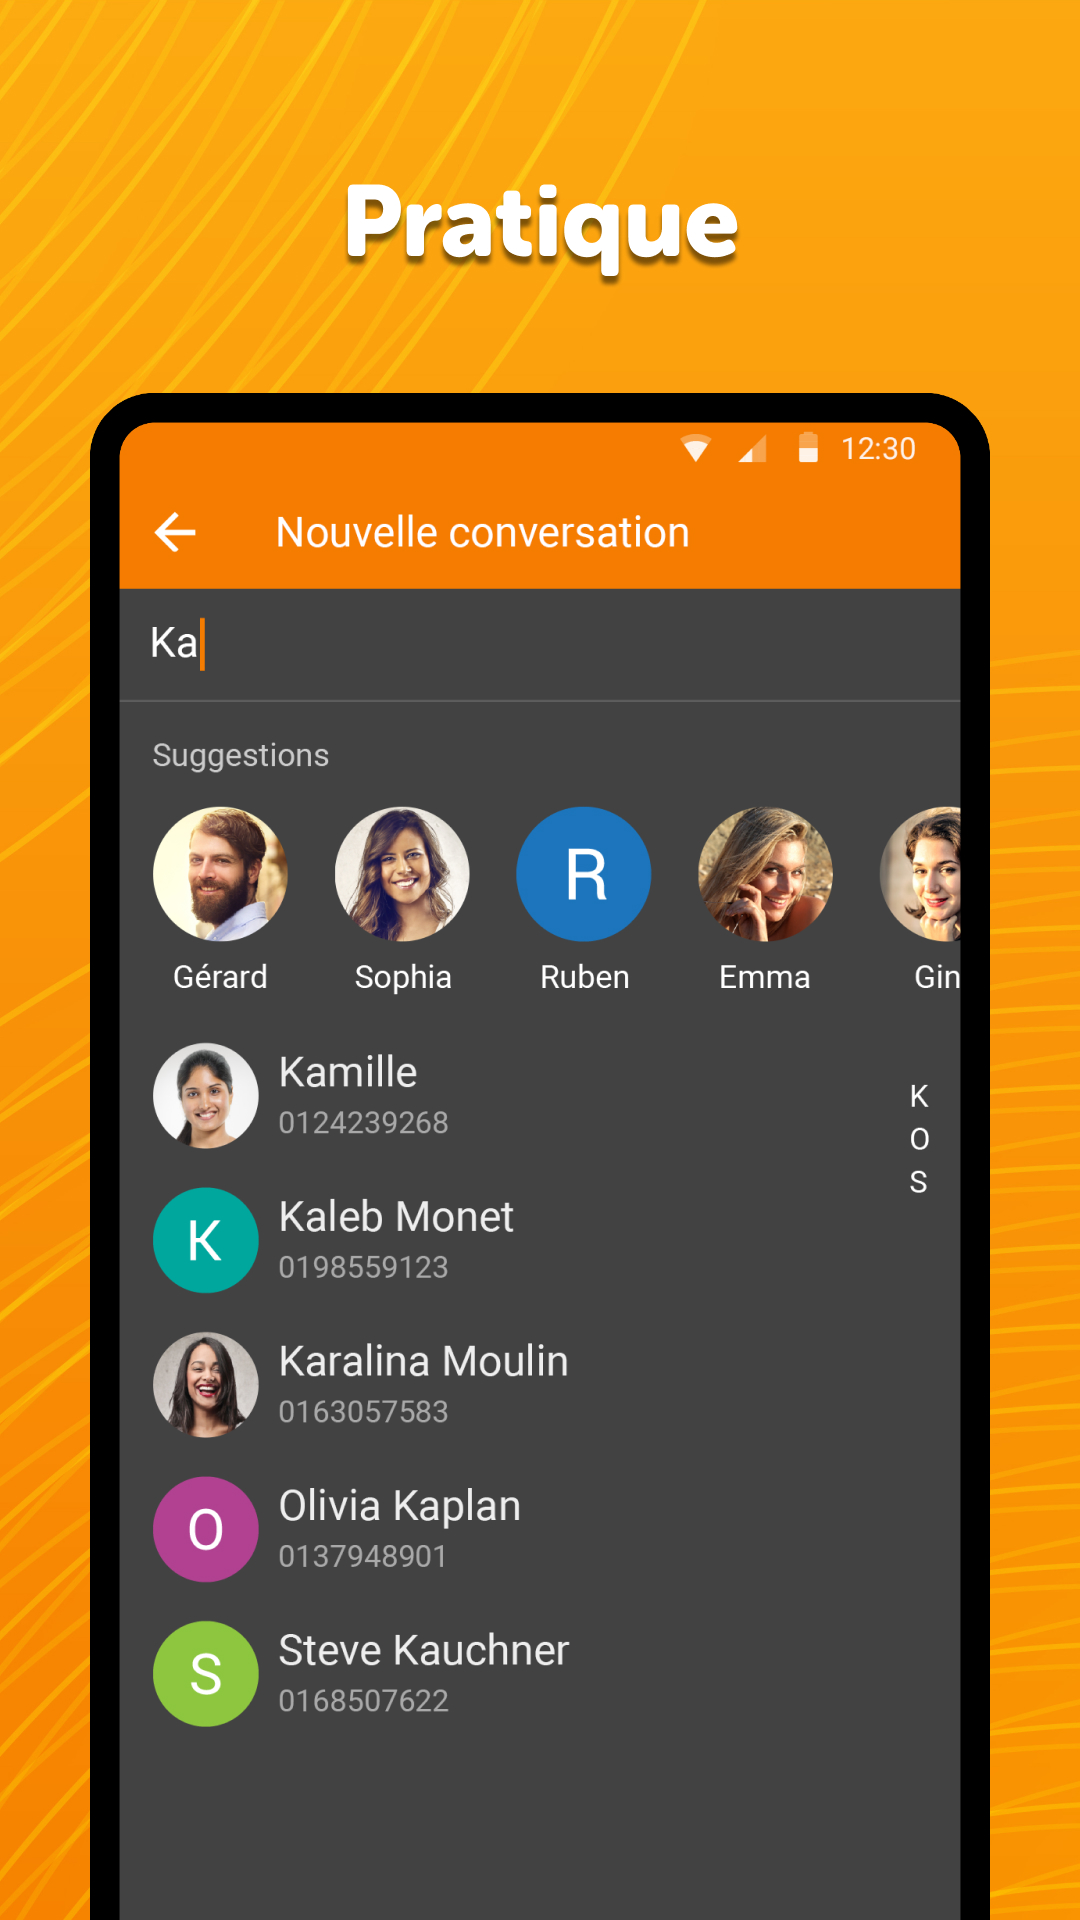 Pratique
12:30
Nouvelle conversation
Ka
Suggestions
R
Gérard Sophia Ruben Emma Gin
Kamille
0124239268
K
O
S
K
Kaleb Monet
0198559123
Karalina Moulin
0163057583
O
Olivia Kaplan
0137948901
S
Steve Kauchner
0168507622